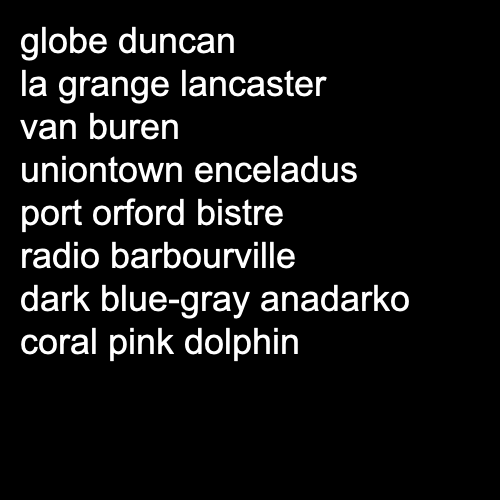 globe duncan
la grange lancaster
van buren
uniontown enceladus
port orford bistre
radio barbourville
dark blue-gray anadarko
coral pink dolphin